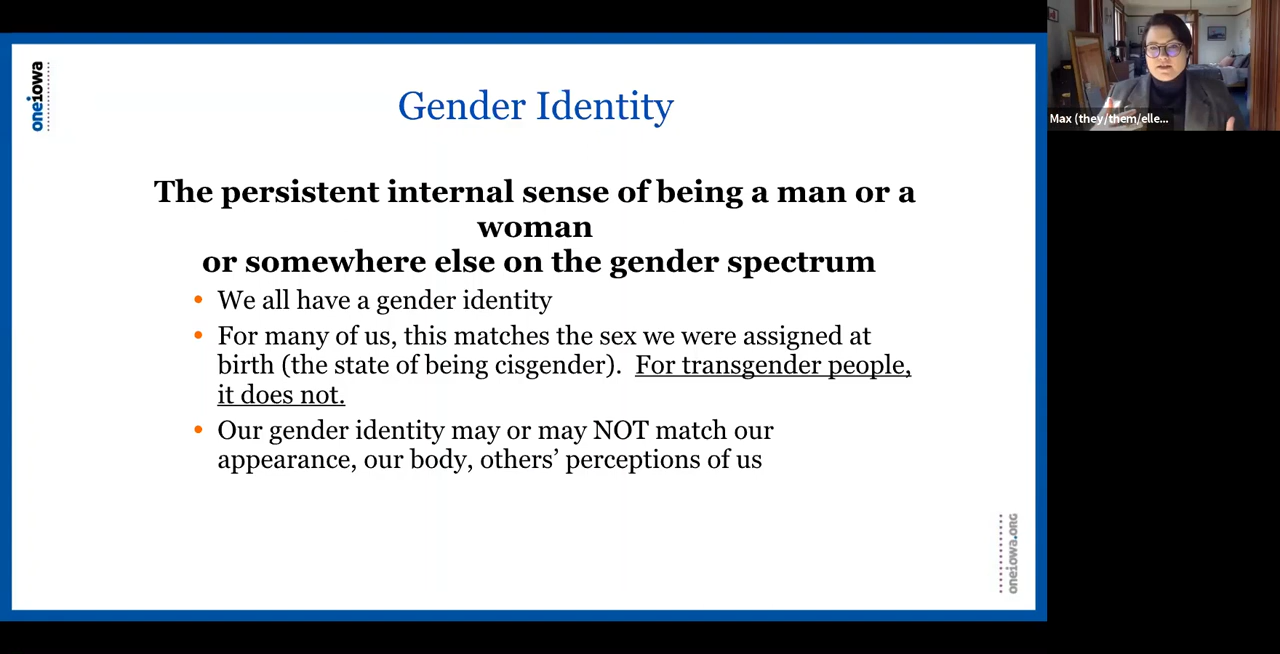 oneiowa
Gender Identity
The persistent internal sense of being a man or a
woman
or somewhere else on the gender spectrum
• We all have a gender identity
• For many of us, this matches the sex we were assigned at
birth (the state of being cisgender). For transgender people,
it does not.
• Our gender identity may or may NOT match our
appearance, our body, others’ perceptions of us
oneiowa.ORG
Max (they/them/elle...